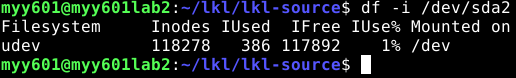 myy601@myy601lab2:~/lkl/lkl-source$ df -i /dev/sda2
Filesystem     Inodes IUsed  IFree IUse% Mounted on
udev           118278   386 117892    1% /dev
myy601@myy601lab2:~/lkl/lkl-source$